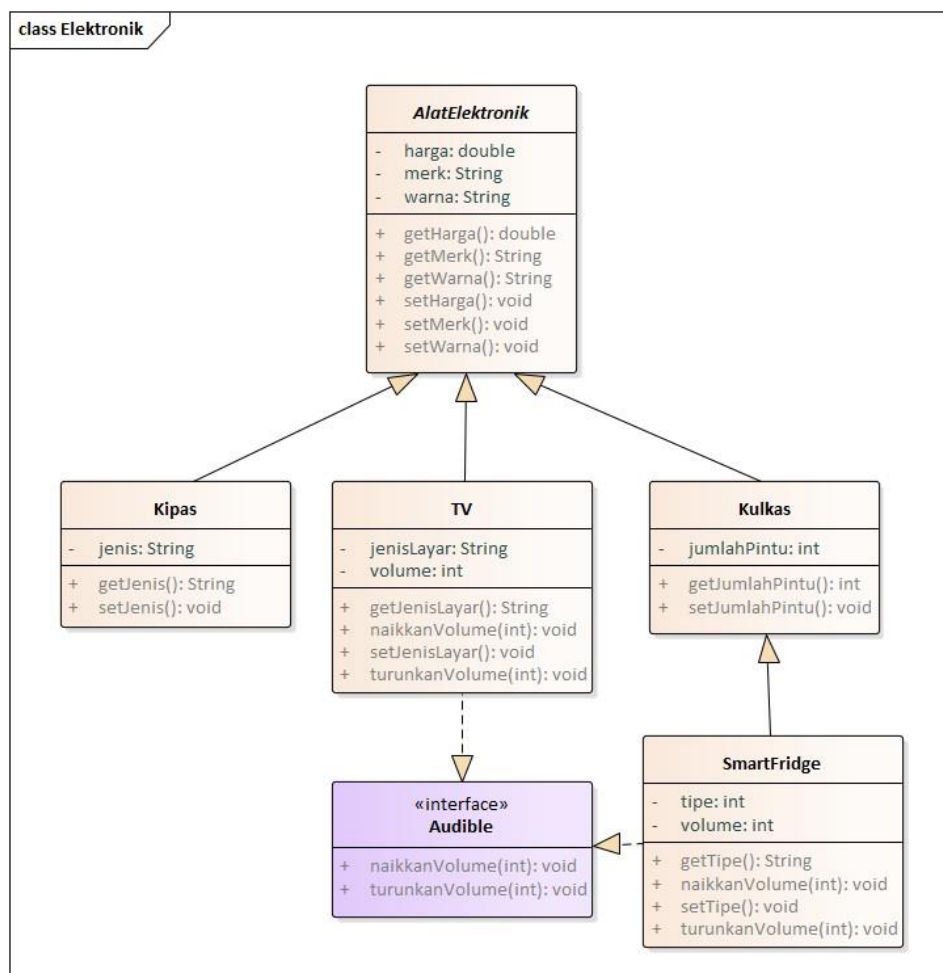 class Elektronik
AlatElektronik
- harga: double
- merk: String
- warna: String
+ getHarga(): double
+ getMerk(): String
+ getWarna(): String
+ setHarga(): void
+ setMerk(): void
+ setWarna(): void
Kipas
- jenis: String
+ getJenis(): String
+ setJenis(): void
TV
- jenisLayar: String
- volume: int
+ getJenisLayar(): String
+ naikkanVolume(int): void
+ setJenisLayar(): void
+ turunkanVolume(int): void
Kulkas
- jumlahPintu: int
+ getJumlahPintu(): int
+ setJumlahPintu(): void
«interface»
Audible
+ naikkanVolume(int): void
+ turunkanVolume(int): void
SmartFridge
- tipe: int
- volume: int
+ getTipe(): String
+ naikkanVolume(int): void
+ setTipe(): void
+ turunkanVolume(int): void